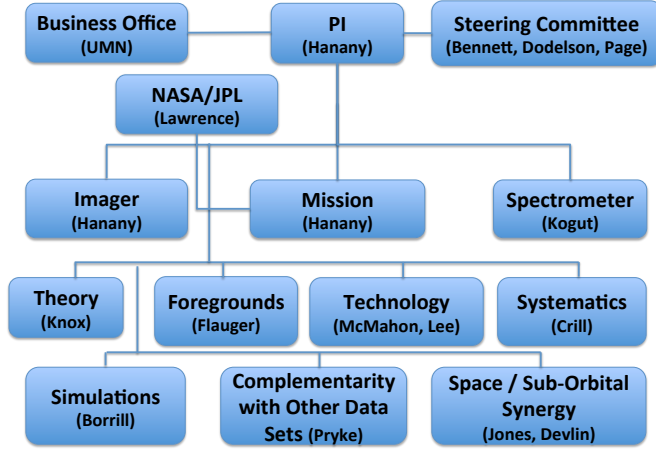 Business Office
(UMN)
PI
(Hanany)
Steering Committee
(Bennett, Dodelson, Page)
NASA/JPL
(Lawrence)
Imager
(Hanany)
Mission
(Hanany)
Spectrometer
(Kogut)
Theory
(Knox)
Foregrounds
(Flauger)
Technology
(McMahon, Lee)
Systematics
(Crill)
Simulations
(Borrill)
Complementarity
with Other Data
Sets (Pryke)
Space / Sub-Orbital
Synergy
(Jones, Devlin)